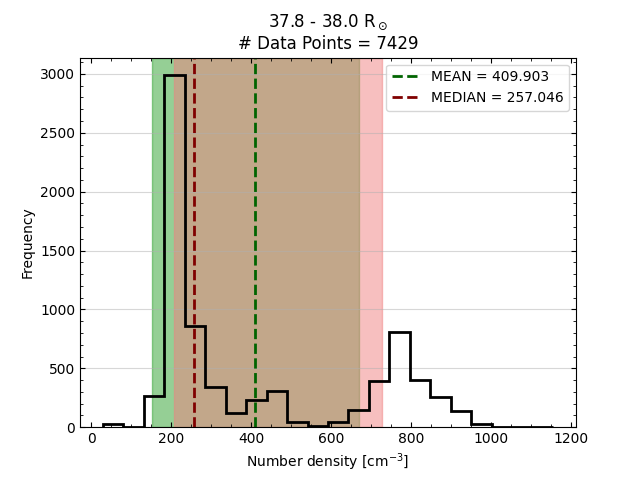 37.8 - 38.0 R⊙
# Data Points = 7429
MEAN = 409.903
MEDIAN = 257.046
3000
2500
2000
1500
1000
500
0
Frequency
0 200 400 600 800 1000 1200
Number density [cm⁻³]